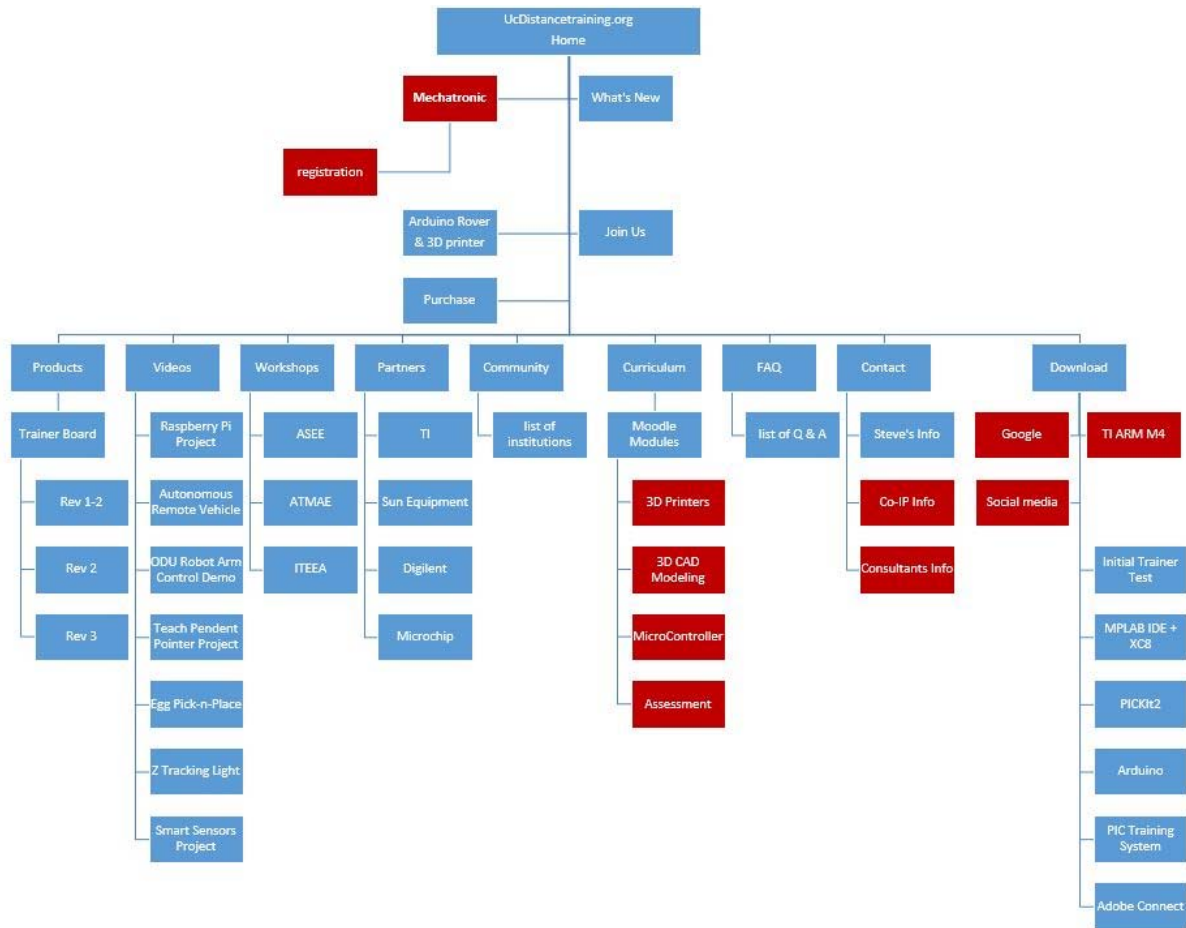 UcDistancetraining.org
Home
Mechatronic
What's New
registration
Arduino Rover
& 3D printer
Join Us
Purchase
Products
Videos
Workshops
Partners
Community
Curriculum
FAQ
Contact
Download
Trainer Board
Raspberry Pi
Project
ASEE
TI
list of
institutions
Moodle
Modules
list of Q & A
Steve's Info
Google
TI ARM M4
Rev 1-2
Autonomous
Remote Vehicle
ATMAE
Sun Equipment
3D Printers
Co-IP Info
Social media
Rev 2
ODU Robot Arm
Control Demo
ITEEA
Digilent
3D CAD
Modeling
Consultants Info
Initial Trainer
Test
Rev 3
Teach Pendent
Pointer Project
Microchip
MicroController
MPLAB IDE +
XC8
Egg Pick-n-Place
Assessment
PICKIt2
Z Tracking Light
Arduino
Smart Sensors
Project
PIC Training
System
Adobe Connect